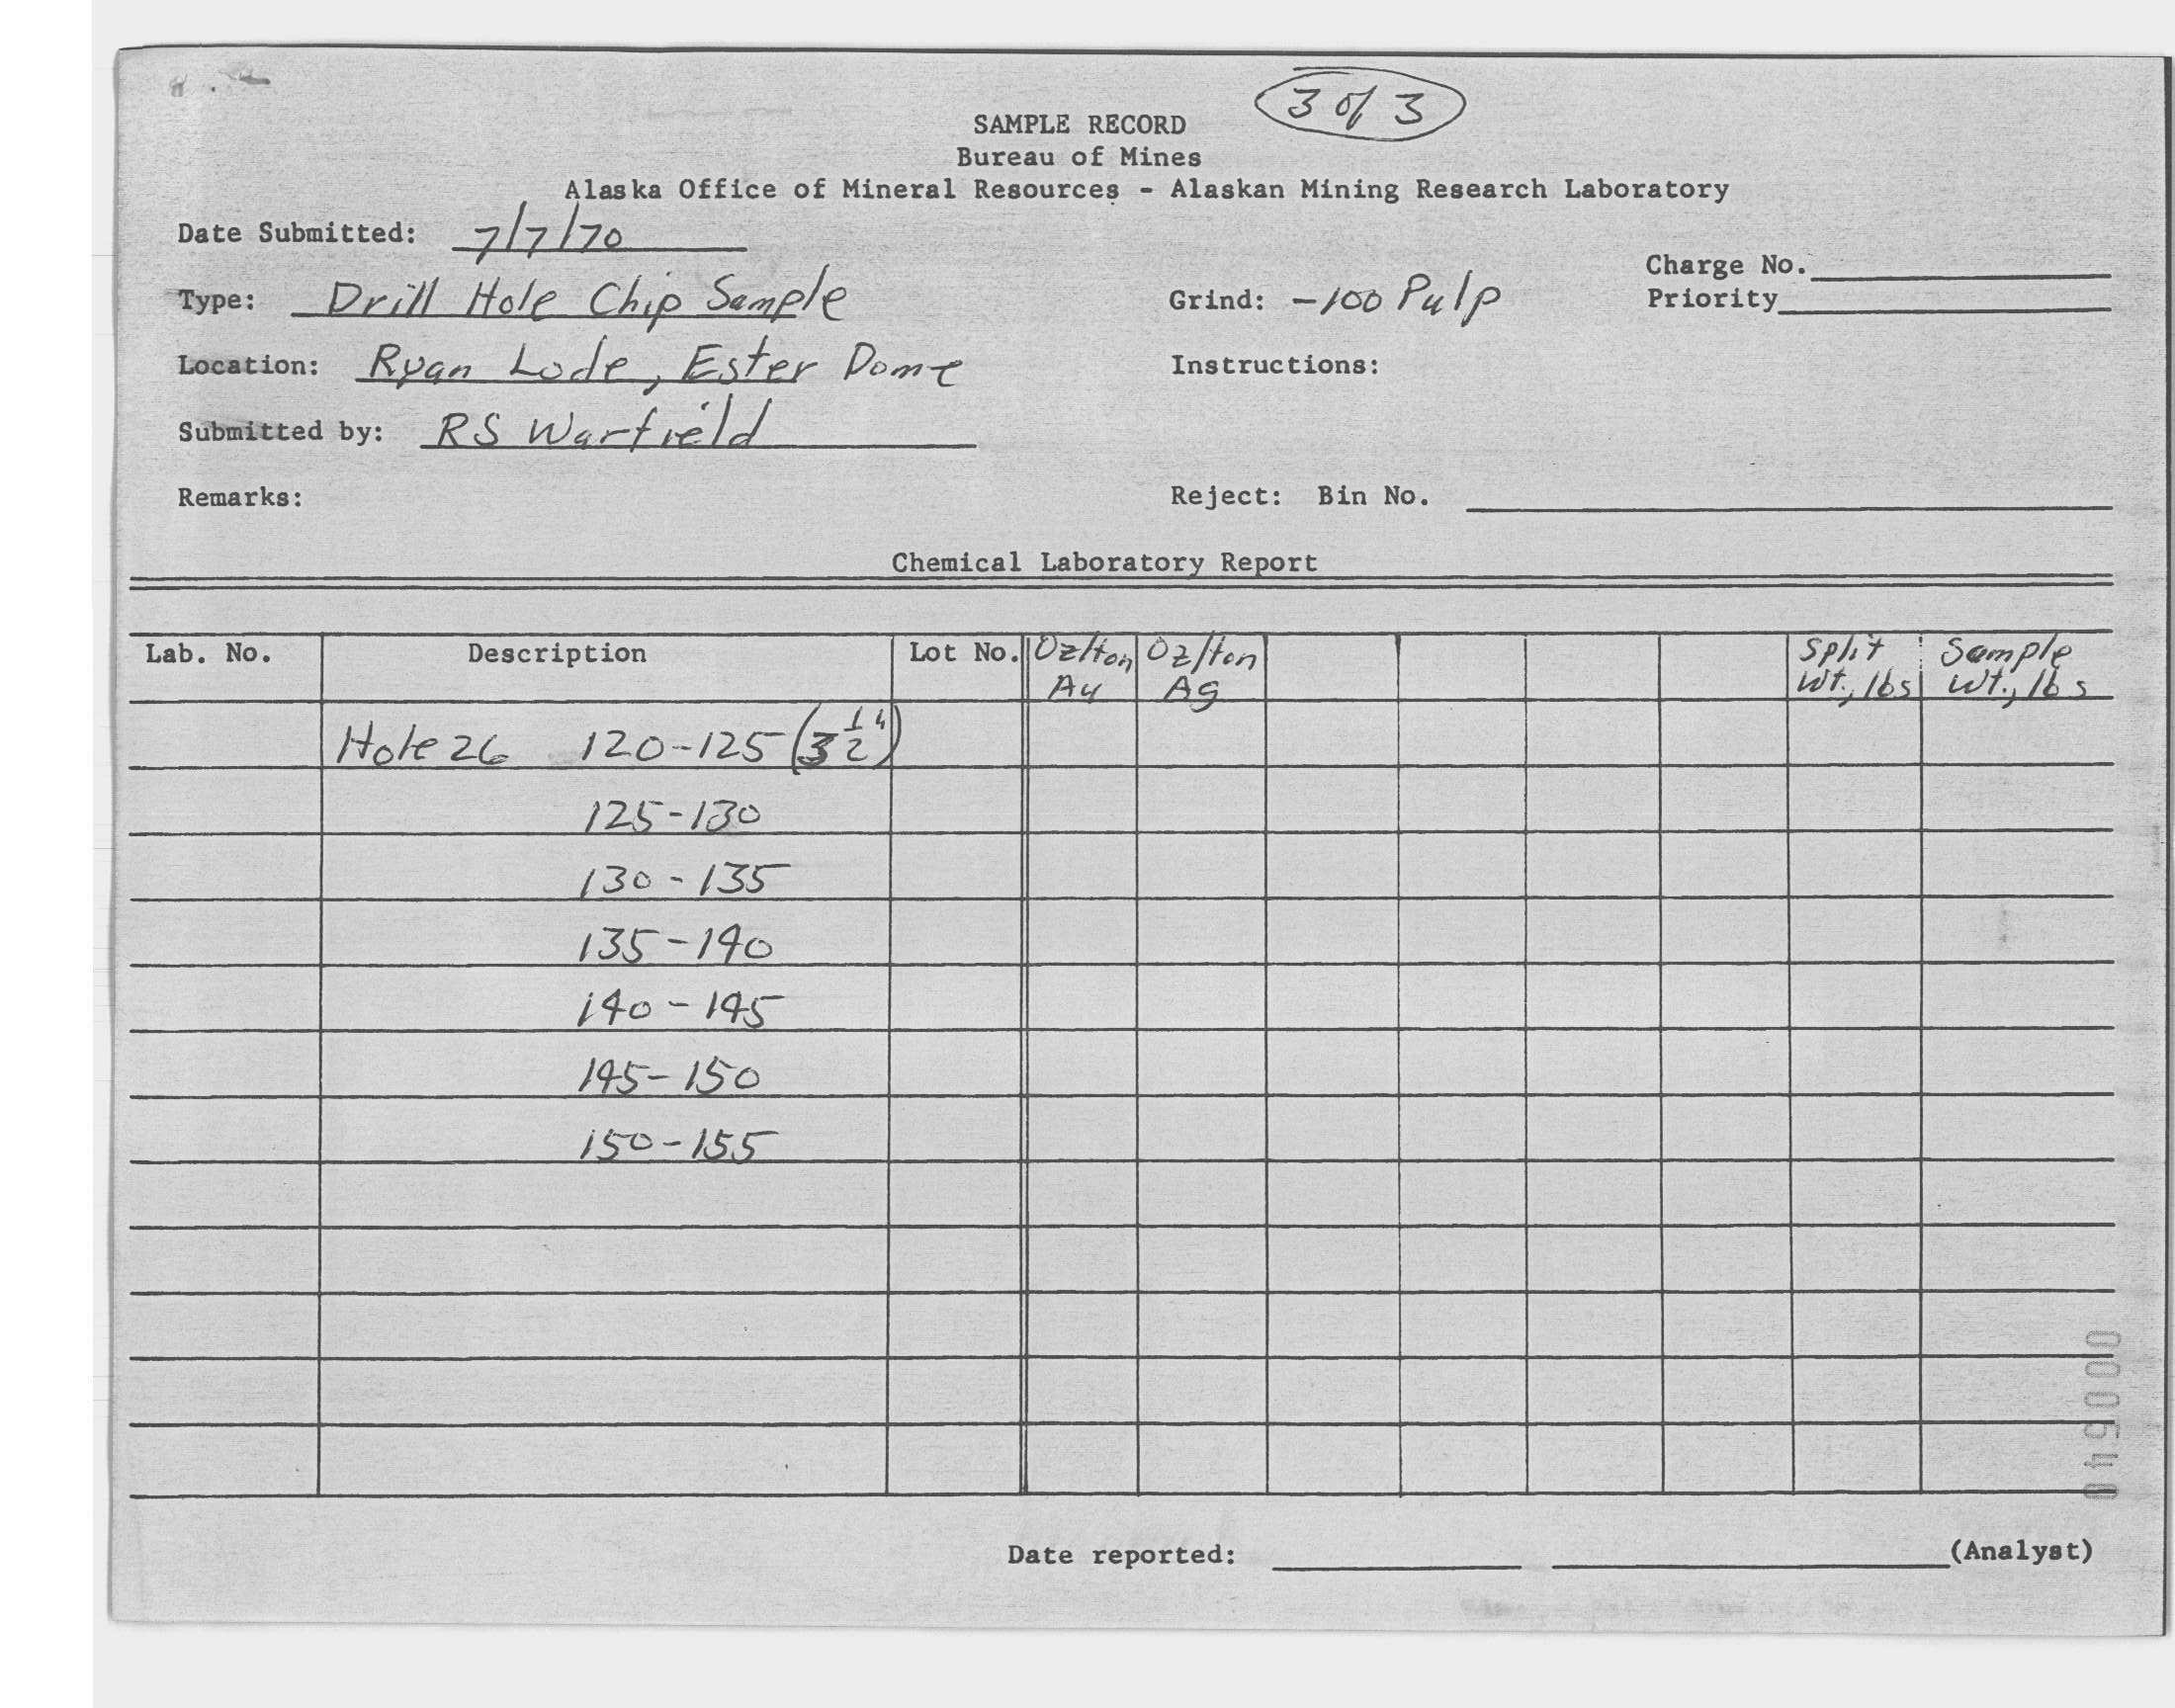 3 of 3
SAMPLE RECORD
Bureau of Mines
Alaska Office of Mineral Resources - Alaskan Mining Research Laboratory
Date Submitted: 7/7/70
Charge No.
Type: Drill Hole Chip Sample Grind: -100 Pulp Priority
Location: Ryan Lode, Ester Dome Instructions:
Submitted by: RS Warfield
Remarks: Reject: Bin No.
Chemical Laboratory Report
Lab. No. Description Lot No. Oz/ton Au Oz/ton Ag Split Wt., lbs Sample Wt., lbs
Hole 26 120-125 (3 1/2")
125-130
130-135
135-140
140-145
145-150
150-155
Date reported: (Analyst)
000540